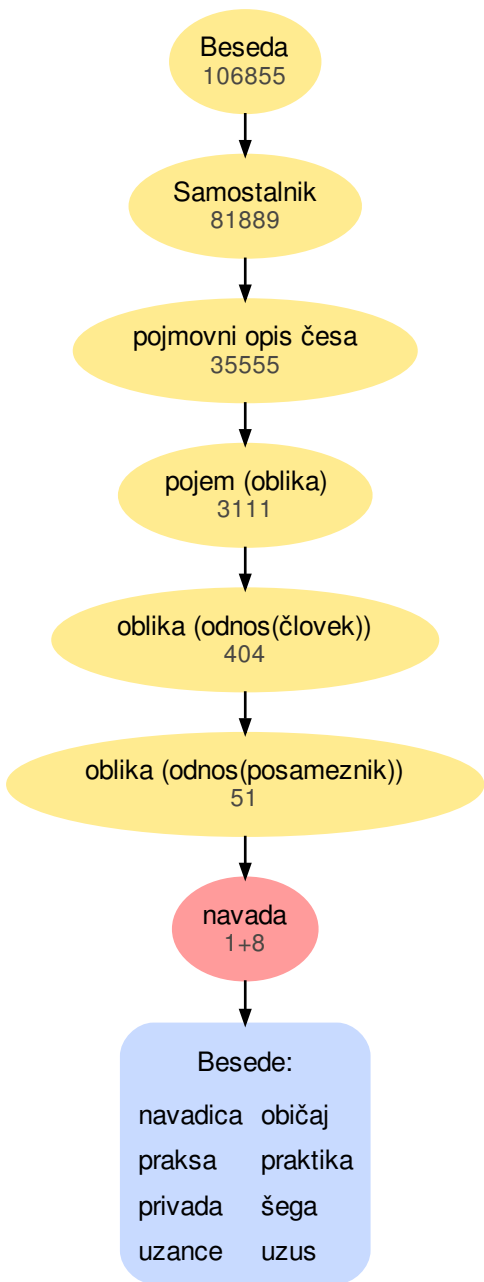 Beseda
106855
Samostalnik
81889
pojmovni opis česa
35555
pojem (oblika)
3111
oblika (odnos(človek))
404
oblika (odnos(posameznik))
51
navada
1+8
Besede:
navadica običaj
praksa praktika
privada šega
uzance uzus